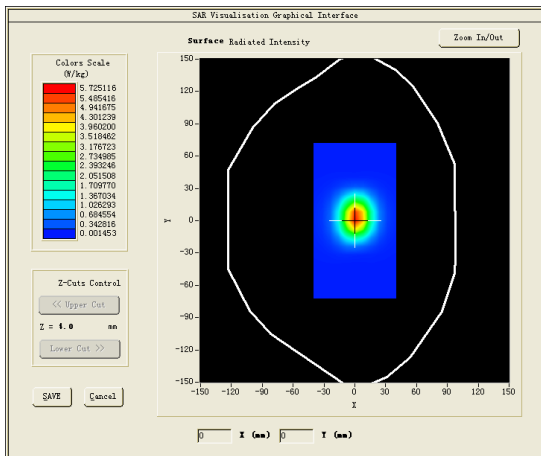 SAR Visualisation Graphical Interface
Surface Radiated Intensity
Zoom In/Out
Colors Scale
(W/kg)
5.725116
5.485416
4.941675
4.301239
3.960200
3.518462
3.176723
2.734985
2.393246
2.051508
1.709770
1.367034
1.026293
0.684554
0.342816
0.001453
Z-Cuts Control
<< Upper Cut
Z = 4.0 mm
Lower Cut >>
SAVE
Cancel
150
120
90
60
30
0
-30
-60
-90
-120
-150
Y
-150 -120 -90 -60 -30 0 30 60 90 120 150
X
0 X (mm) 0 Y (mm)